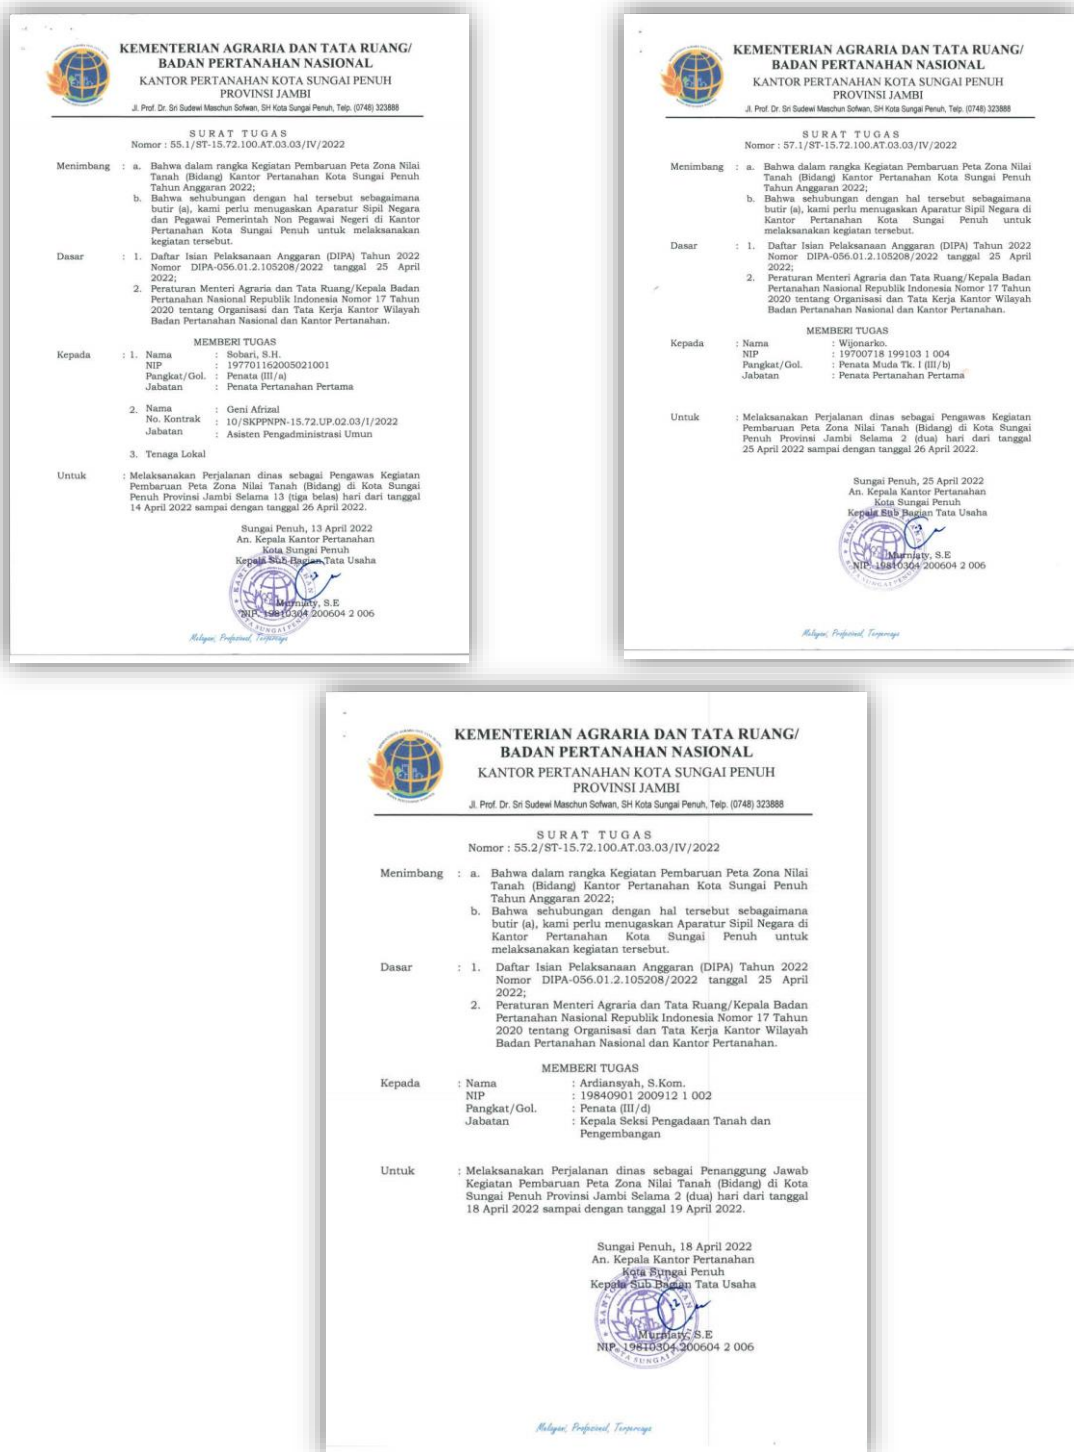 KEMENTERIAN AGRARIA DAN TATA RUANG/
BADAN PERTANAHAN NASIONAL
KANTOR PERTANAHAN KOTA SUNGAI PENUH
PROVINSI JAMBI
Jl. Prof. Dr. Sri Sudewi Maschun Sofwan, SH Kota Sungai Penuh, Telp. (0748) 323888
SURAT TUGAS
Nomor : 55.1/ST-15.72.100.AT.03.03/IV/2022
Menimbang : a. Bahwa dalam rangka Kegiatan Pembaruan Peta Zona Nilai
Tanah (Bidang) Kantor Pertanahan Kota Sungai Penuh
Tahun Anggaran 2022;
b. Bahwa sehubungan dengan hal tersebut sebagaimana
butir (a), kami perlu menugaskan Aparatur Sipil Negara
dan Pegawai Pemerintah Non Pegawai Negeri di Kantor
Pertanahan Kota Sungai Penuh untuk melaksanakan
kegiatan tersebut.
Dasar : 1. Daftar Isian Pelaksanaan Anggaran (DIPA) Tahun 2022
Nomor DIPA-056.01.2.105208/2022 tanggal 25 April
2022;
2. Peraturan Menteri Agraria dan Tata Ruang/Kepala Badan
Pertanahan Nasional Republik Indonesia Nomor 17 Tahun
2020 tentang Organisasi dan Tata Kerja Kantor Wilayah
Badan Pertanahan Nasional dan Kantor Pertanahan.
MEMBERI TUGAS
Kepada : 1. Nama : Sobari, S.H.
NIP : 197701162005021001
Pangkat/Gol. : Penata (III/a)
Jabatan : Penata Pertanahan Pertama
2. Nama : Geni Afrizal
No. Kontrak : 10/SKPPNPN-15.72.UP.02.03/I/2022
Jabatan : Asisten Pengadministrasi Umun
3. Tenaga Lokal
Untuk : Melaksanakan Perjalanan dinas sebagai Pengawas Kegiatan
Pembaruan Peta Zona Nilai Tanah (Bidang) di Kota Sungai
Penuh Provinsi Jambi Selama 13 (tiga belas) hari dari tanggal
14 April 2022 sampai dengan tanggal 26 April 2022.
Sungai Penuh, 13 April 2022
An. Kepala Kantor Pertanahan
Kota Sungai Penuh
Kepala Sub Bagian Tata Usaha
Murniaty, S.E
NIP. 19810304 200604 2 006
Melayani, Profesional, Terpercaya
KEMENTERIAN AGRARIA DAN TATA RUANG/
BADAN PERTANAHAN NASIONAL
KANTOR PERTANAHAN KOTA SUNGAI PENUH
PROVINSI JAMBI
Jl. Prof. Dr. Sri Sudewi Maschun Sofwan, SH Kota Sungai Penuh, Telp. (0748) 323888
SURAT TUGAS
Nomor : 57.1/ST-15.72.100.AT.03.03/IV/2022
Menimbang : a. Bahwa dalam rangka Kegiatan Pembaruan Peta Zona Nilai
Tanah (Bidang) Kantor Pertanahan Kota Sungai Penuh
Tahun Anggaran 2022;
b. Bahwa sehubungan dengan hal tersebut sebagaimana
butir (a), kami perlu menugaskan Aparatur Sipil Negara di
Kantor Pertanahan Kota Sungai Penuh untuk
melaksanakan kegiatan tersebut.
Dasar : 1. Daftar Isian Pelaksanaan Anggaran (DIPA) Tahun 2022
Nomor DIPA-056.01.2.105208/2022 tanggal 25 April
2022;
2. Peraturan Menteri Agraria dan Tata Ruang/Kepala Badan
Pertanahan Nasional Republik Indonesia Nomor 17 Tahun
2020 tentang Organisasi dan Tata Kerja Kantor Wilayah
Badan Pertanahan Nasional dan Kantor Pertanahan.
MEMBERI TUGAS
Kepada : Nama : Wijonarko.
NIP : 19700718 199103 1 004
Pangkat/Gol. : Penata Muda Tk. I (III/b)
Jabatan : Penata Pertanahan Pertama
Untuk : Melaksanakan Perjalanan dinas sebagai Pengawas Kegiatan
Pembaruan Peta Zona Nilai Tanah (Bidang) di Kota Sungai
Penuh Provinsi Jambi Selama 2 (dua) hari dari tanggal
25 April 2022 sampai dengan tanggal 26 April 2022.
Sungai Penuh, 25 April 2022
An. Kepala Kantor Pertanahan
Kota Sungai Penuh
Kepala Sub Bagian Tata Usaha
Murniaty, S.E
NIP. 19810304 200604 2 006
Melayani, Profesional, Terpercaya
KEMENTERIAN AGRARIA DAN TATA RUANG/
BADAN PERTANAHAN NASIONAL
KANTOR PERTANAHAN KOTA SUNGAI PENUH
PROVINSI JAMBI
Jl. Prof. Dr. Sri Sudewi Maschun Sofwan, SH Kota Sungai Penuh, Telp. (0748) 323888
SURAT TUGAS
Nomor : 55.2/ST-15.72.100.AT.03.03/IV/2022
Menimbang : a. Bahwa dalam rangka Kegiatan Pembaruan Peta Zona Nilai
Tanah (Bidang) Kantor Pertanahan Kota Sungai Penuh
Tahun Anggaran 2022;
b. Bahwa sehubungan dengan hal tersebut sebagaimana
butir (a), kami perlu menugaskan Aparatur Sipil Negara di
Kantor Pertanahan Kota Sungai Penuh untuk
melaksanakan kegiatan tersebut.
Dasar : 1. Daftar Isian Pelaksanaan Anggaran (DIPA) Tahun 2022
Nomor DIPA-056.01.2.105208/2022 tanggal 25 April
2022;
2. Peraturan Menteri Agraria dan Tata Ruang/Kepala Badan
Pertanahan Nasional Republik Indonesia Nomor 17 Tahun
2020 tentang Organisasi dan Tata Kerja Kantor Wilayah
Badan Pertanahan Nasional dan Kantor Pertanahan.
MEMBERI TUGAS
Kepada : Nama : Ardiansyah, S.Kom.
NIP : 19840901 200912 1 002
Pangkat/Gol. : Penata (III/d)
Jabatan : Kepala Seksi Pengadaan Tanah dan
Pengembangan
Untuk : Melaksanakan Perjalanan dinas sebagai Penanggung Jawab
Kegiatan Pembaruan Peta Zona Nilai Tanah (Bidang) di Kota
Sungai Penuh Provinsi Jambi Selama 2 (dua) hari dari tanggal
18 April 2022 sampai dengan tanggal 19 April 2022.
Sungai Penuh, 18 April 2022
An. Kepala Kantor Pertanahan
Kota Sungai Penuh
Kepala Sub Bagian Tata Usaha
Murniaty, S.E
NIP. 19810304 200604 2 006
Melayani, Profesional, Terpercaya